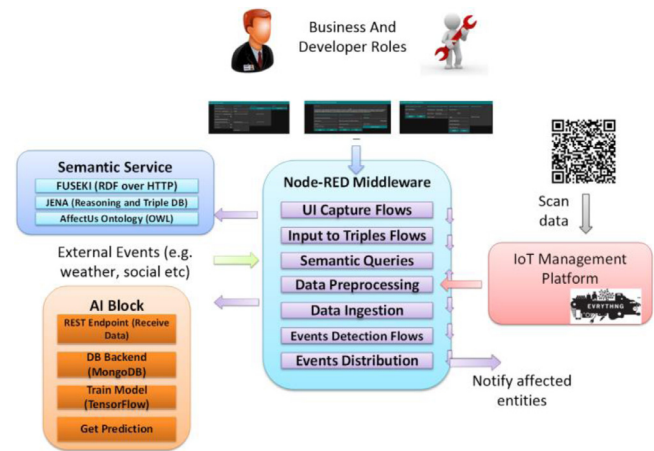 Business And
Developer Roles
Semantic Service
FUSEKI (RDF over HTTP)
JENA (Reasoning and Triple DB)
AffectUs Ontology (OWL)
External Events (e.g.
weather, social etc)
AI Block
REST Endpoint (Receive
Data)
DB Backend
(MongoDB)
Train Model
(TensorFlow)
Get Prediction
Node-RED Middleware
UI Capture Flows
Input to Triples Flows
Semantic Queries
Data Preprocessing
Data Ingestion
Events Detection Flows
Events Distribution
Scan
data
IoT Management
Platform
EVRYTHNG
Notify affected
entities